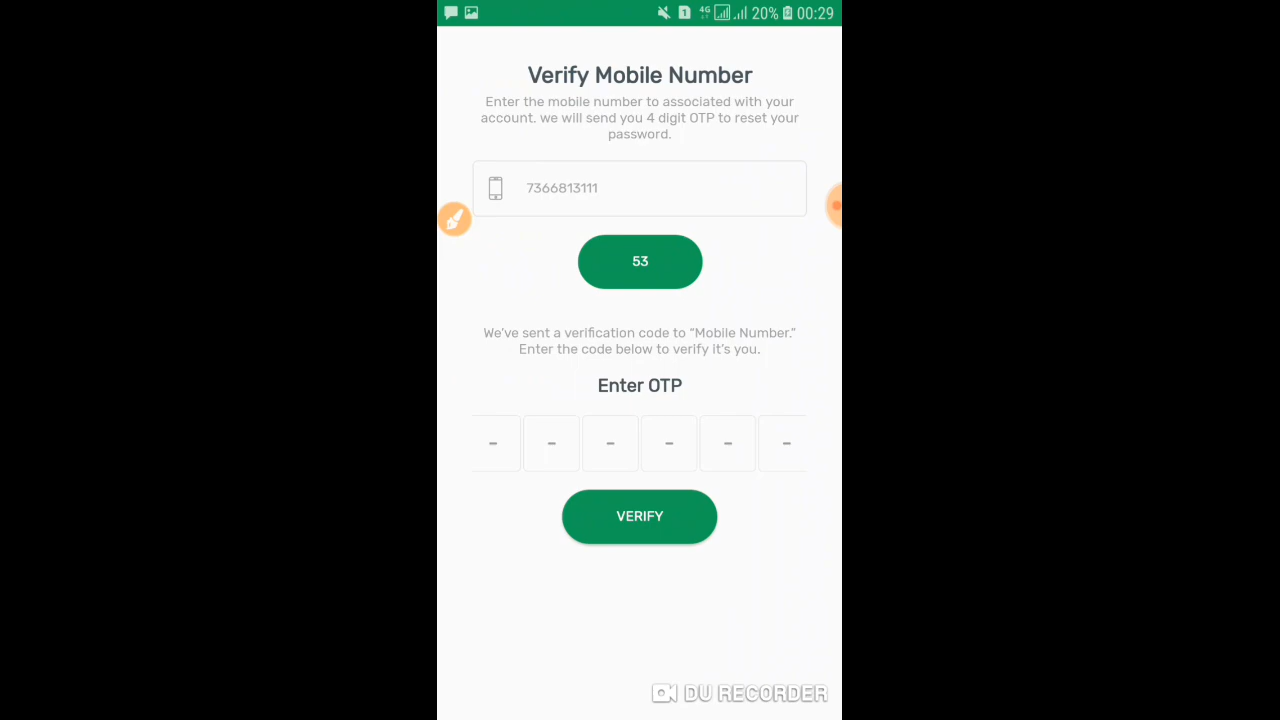 4G 20% 00:29
Verify Mobile Number
Enter the mobile number to associated with your
account. we will send you 4 digit OTP to reset your
password.
7366813111
53
We've sent a verification code to “Mobile Number.”
Enter the code below to verify it's you.
Enter OTP
- - - - - -
VERIFY
DU RECORDER